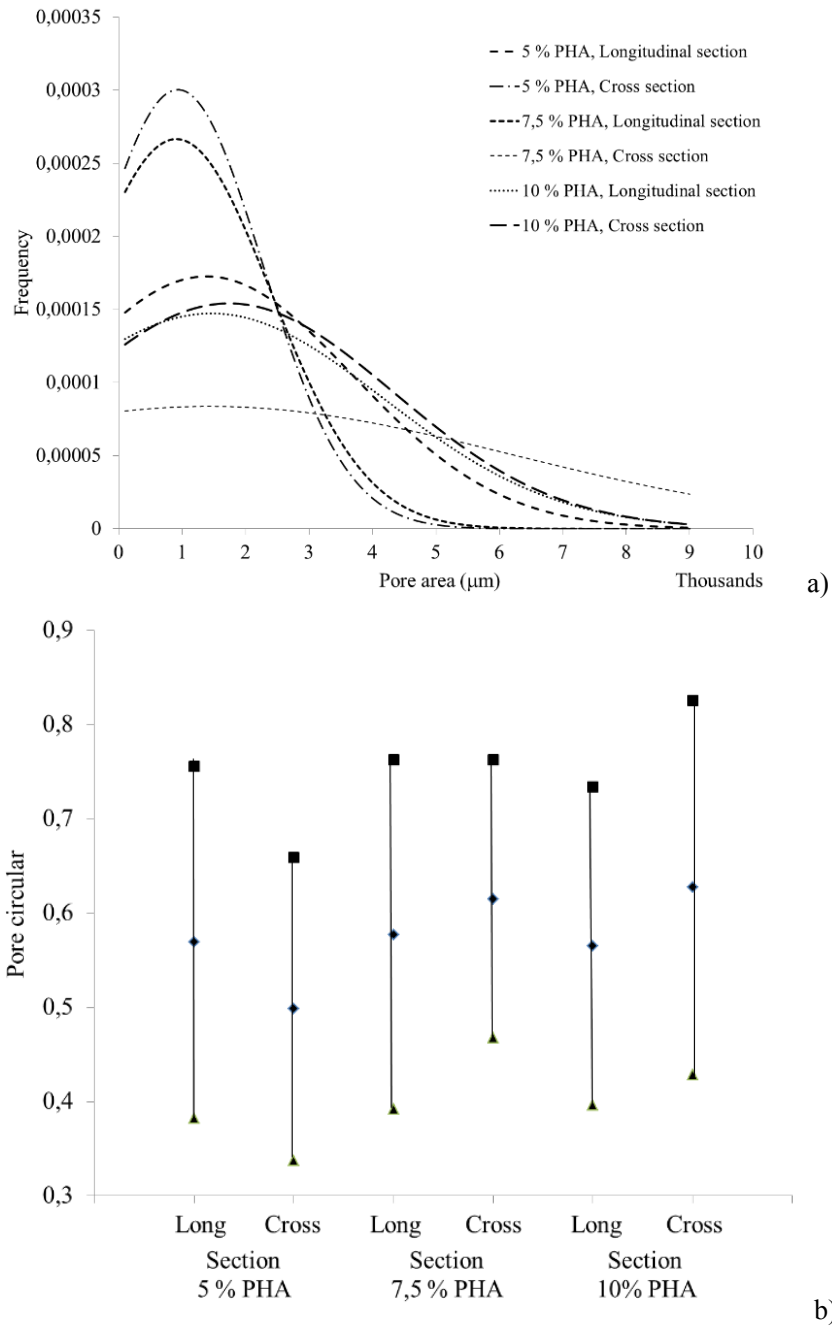 0,00035
0,0003
0,00025
0,0002
0,00015
0,0001
0,00005
0
Frequency
5 % PHA, Longitudinal section
5 % PHA, Cross section
7,5 % PHA, Longitudinal section
7,5 % PHA, Cross section
10 % PHA, Longitudinal section
10 % PHA, Cross section
0 1 2 3 4 5 6 7 8 9 10
Pore area (μm) Thousands
a)
0,9
0,8
0,7
0,6
0,5
0,4
0,3
Pore circular
Long Cross Long Cross Long Cross
Section Section Section
5 % PHA 7,5 % PHA 10% PHA
b)